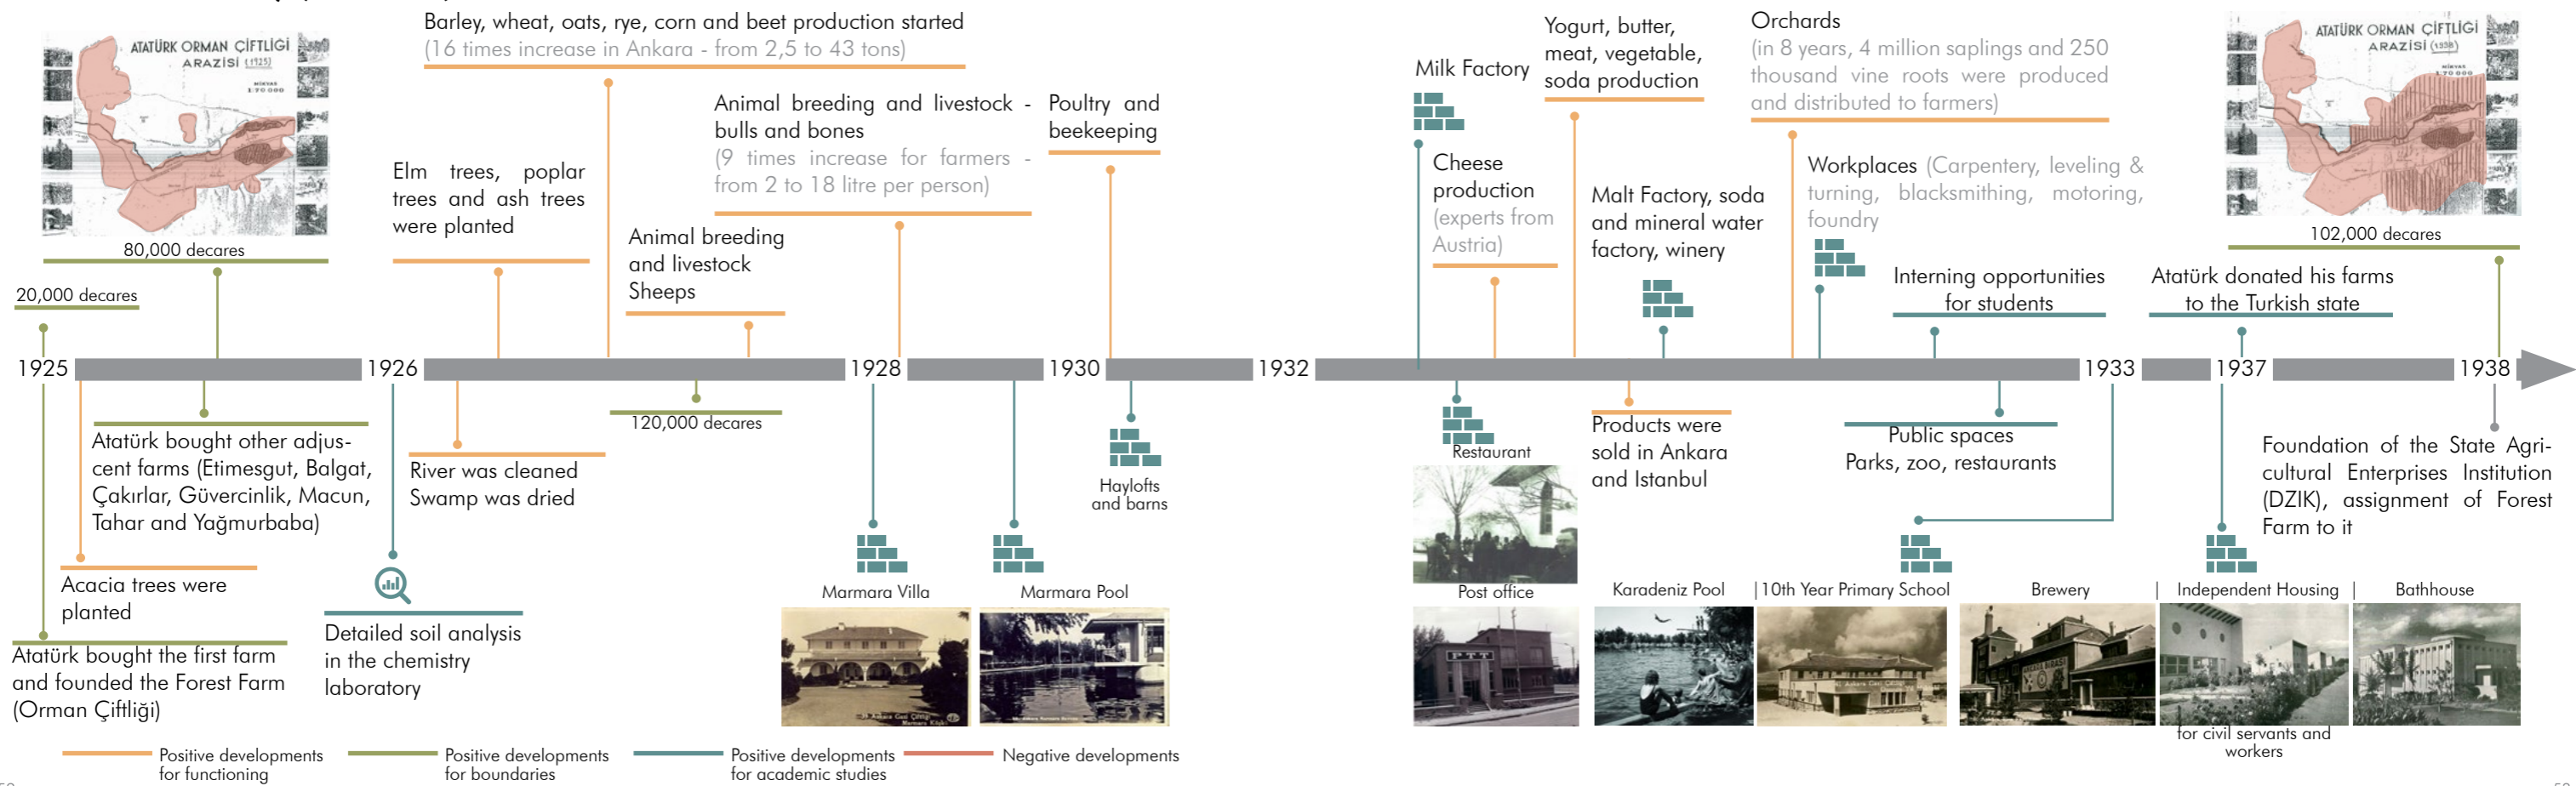 ATATÜRK ORMAN ÇİFTLİĞİ
ARAZİSİ (1925)
1:70 000
80,000 decares
20,000 decares
Barley, wheat, oats, rye, corn and beet production started
(16 times increase in Ankara - from 2,5 to 43 tons)
Elm trees, poplar
trees and ash trees
were planted
Animal breeding
and livestock
Sheeps
Animal breeding and livestock -
bulls and bones
(9 times increase for farmers -
from 2 to 18 litre per person)
Poultry and
beekeeping
Milk Factory
Cheese
production
(experts from
Austria)
Yogurt, butter,
meat, vegetable,
soda production
Malt Factory, soda
and mineral water
factory, winery
Orchards
(in 8 years, 4 million saplings and 250
thousand vine roots were produced
and distributed to farmers)
Workplaces (Carpentry, leveling &
turning, blacksmithing, motoring,
foundry
Interning opportunities
for students
Atatürk donated his farms
to the Turkish state
ATATÜRK ORMAN ÇİFTLİĞİ
ARAZİSİ (1938)
1:70 000
102,000 decares
1925
1926
1928
1930
1932
1933
1937
1938
Atatürk bought other adjus-
cent farms (Etimesgut, Balgat,
Çakırlar, Güvercinlik, Macun,
Tahar and Yağmurbaba)
Acacia trees were
planted
Atatürk bought the first farm
and founded the Forest Farm
(Orman Çiftliği)
Detailed soil analysis
in the chemistry
laboratory
River was cleaned
Swamp was dried
120,000 decares
Marmara Villa
Marmara Pool
Haylofts
and barns
Restaurant
Post office
PTT
Products were
sold in Ankara
and Istanbul
Public spaces
Parks, zoo, restaurants
Karadeniz Pool
| 10th Year Primary School
Brewery
| Independent Housing
| Bathhouse
for civil servants and
workers
Foundation of the State Agri-
cultural Enterprises Institution
(DZIK), assignment of Forest
Farm to it
Positive developments
for functioning
Positive developments
for boundaries
Positive developments
for academic studies
Negative developments